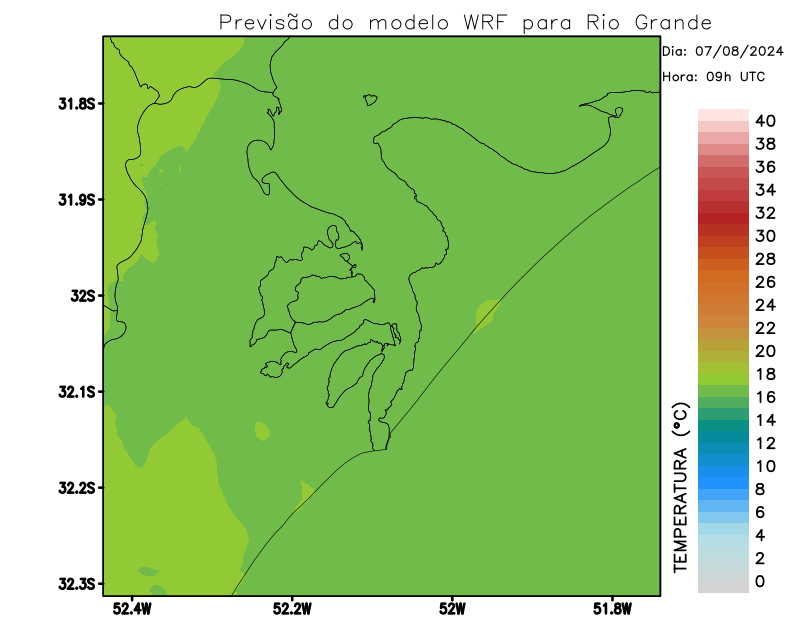 Previsão do modelo WRF para Rio Grande
Dia: 07/08/2024
Hora: 09h UTC
31.8S
31.9S
32S
32.1S
32.2S
32.3S
52.4W
52.2W
52W
51.8W
TEMPERATURA (°C)
40
38
36
34
32
30
28
26
24
22
20
18
16
14
12
10
8
6
4
2
0